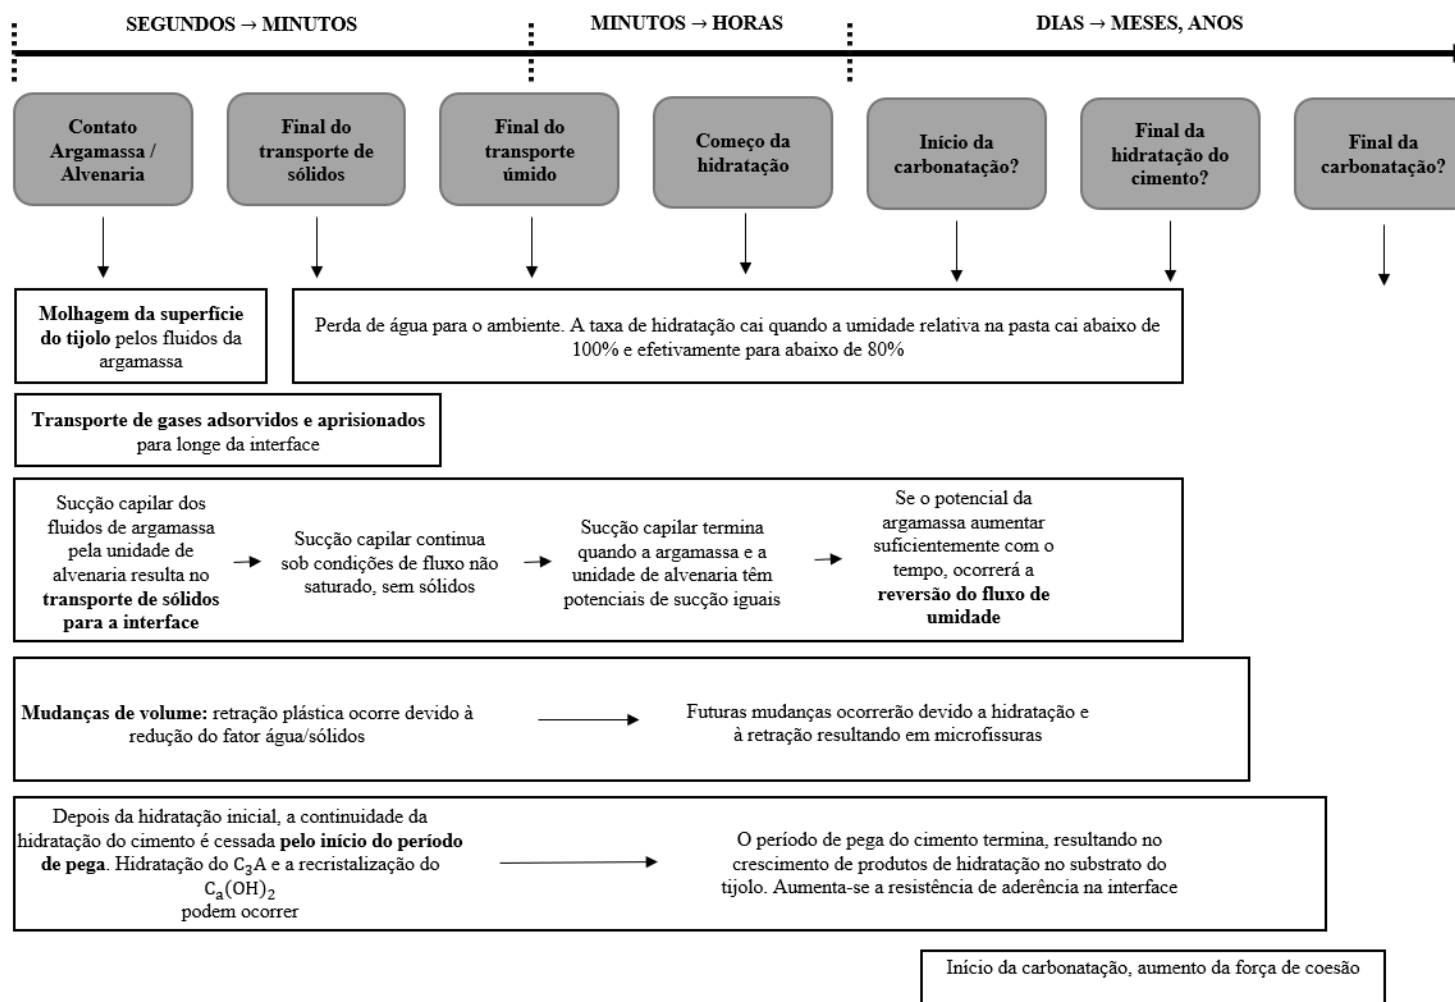 SEGUNDOS → MINUTOS
MINUTOS → HORAS
DIAS → MESES, ANOS
Contato
Argamassa /
Alvenaria
Final do
transporte de
sólidos
Final do
transporte
úmido
Começo da
hidratação
Início da
carbonatação?
Final da
hidratação do
cimento?
Final da
carbonatação?
Molhagem da superfície
do tijolo pelos fluidos da
argamassa
Perda de água para o ambiente. A taxa de hidratação cai quando a umidade relativa na pasta cai abaixo de
100% e efetivamente para abaixo de 80%
Transporte de gases adsorvidos e aprisionados
para longe da interface
Sucção capilar dos
fluidos de argamassa
pela unidade de
alvenaria resulta no
transporte de sólidos
para a interface
Sucção capilar continua
sob condições de fluxo não
saturado, sem sólidos
Sucção capilar termina
quando a argamassa e a
unidade de alvenaria têm
potenciais de sucção iguais
Se o potencial da
argamassa aumentar
suficientemente com o
tempo, ocorrerá a
reversão do fluxo de
umidade
Mudanças de volume: retração plástica ocorre devido à
redução do fator água/sólidos
Futuras mudanças ocorrerão devido a hidratação e
à retração resultando em microfissuras
Depois da hidratação inicial, a continuidade da
hidratação do cimento é cessada pelo início do período
de pega. Hidratação do C₃A e a recristalização do
Cₐ(OH)₂
podem ocorrer
O período de pega do cimento termina, resultando no
crescimento de produtos de hidratação no substrato do
tijolo. Aumenta-se a resistência de aderência na interface
Início da carbonatação, aumento da força de coesão